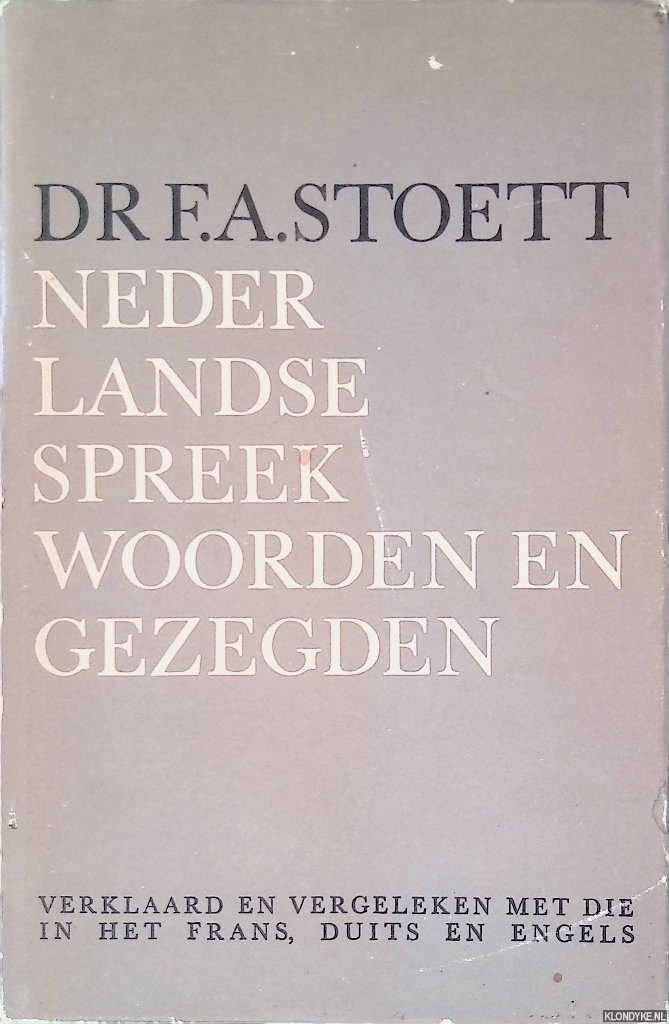 DR F.A.STOETT
NEDER
LANDSE
SPREEK
WOORDEN EN
GEZEGDEN
VERKLAARD EN VERGELEKEN MET DIE
IN HET FRANS, DUITS EN ENGELS
KLONDYKE.NL